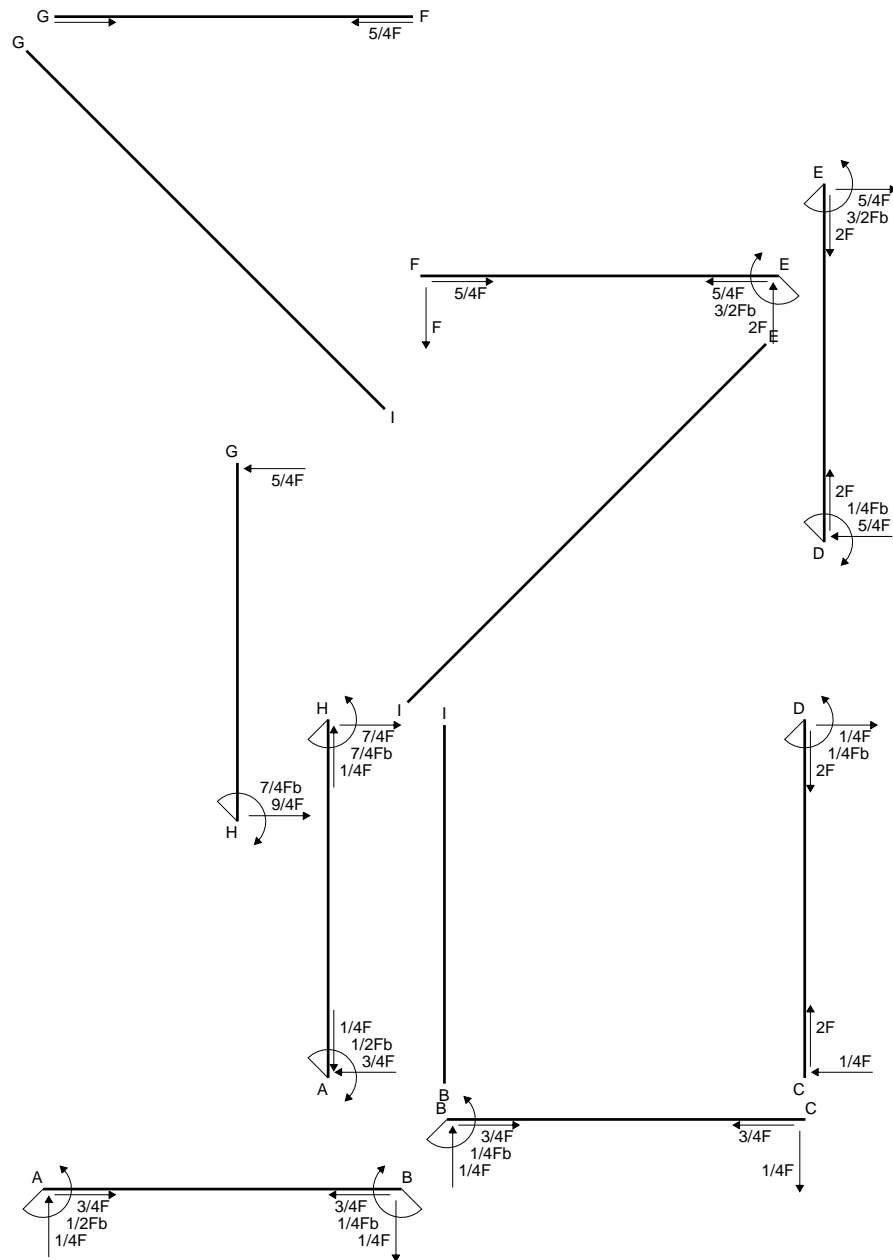 G F
5/4F
G
E
5/4F
3/2Fb
2F
F E
5/4F 5/4F
3/2Fb
F 2F
E
I
G
5/4F
2F
1/4Fb
5/4F
D
H I I D
7/4F
7/4Fb
1/4F
1/4F
1/4Fb
2F
7/4Fb
9/4F
H
1/4F
1/2Fb
3/4F
A
2F
1/4F
B C
B C
3/4F 3/4F
1/4Fb
1/4F 1/4F
A B
3/4F 3/4F
1/2Fb 1/4Fb
1/4F 1/4F